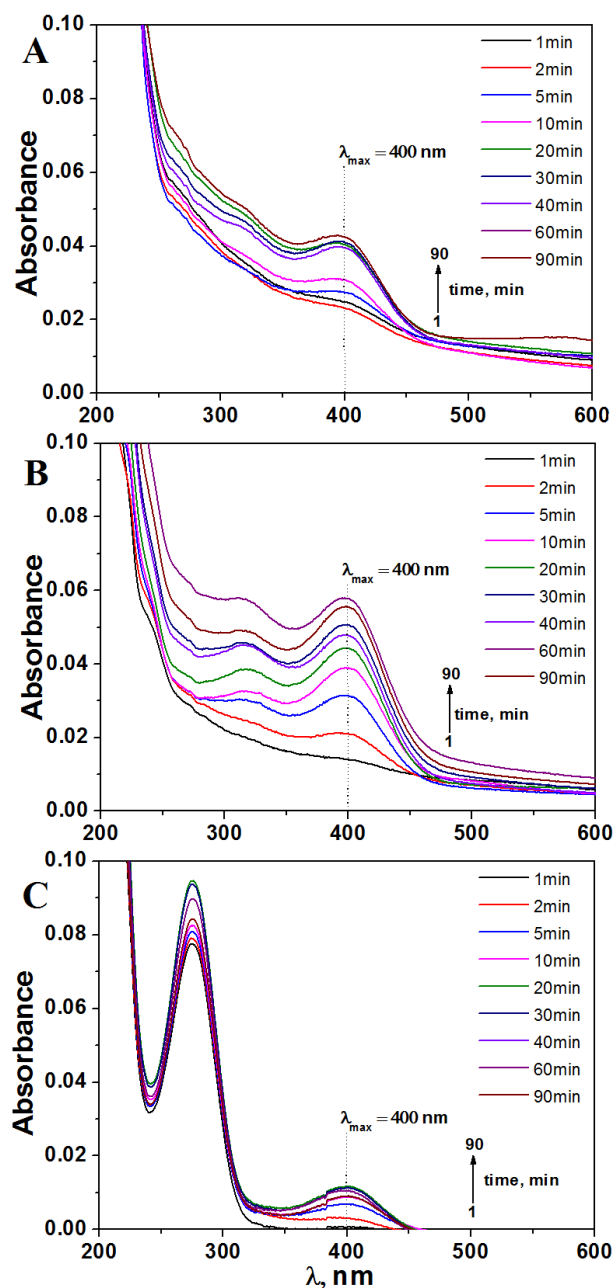 A
0.10
0.08
0.06
0.04
0.02
0.00
Absorbance
1min
2min
5min
10min
20min
30min
40min
60min
90min
λmax = 400 nm
90
time, min
1
200 300 400 500 600
B
0.10
0.08
0.06
0.04
0.02
0.00
Absorbance
1min
2min
5min
10min
20min
30min
40min
60min
90min
λmax = 400 nm
90
time, min
1
200 300 400 500 600
C
0.10
0.08
0.06
0.04
0.02
0.00
Absorbance
1min
2min
5min
10min
20min
30min
40min
60min
90min
λmax = 400 nm
90
time, min
1
200 300 400 500 600
λ, nm